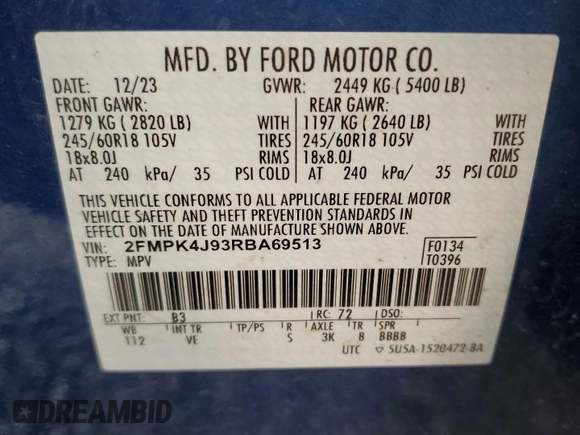 MFD. BY FORD MOTOR CO.
DATE: 12/23 GVWR: 2449 KG ( 5400 LB)
FRONT GAWR: REAR GAWR:
1279 KG ( 2820 LB) WITH 1197 KG ( 2640 LB) WITH
245/60R18 105V TIRES 245/60R18 105V TIRES
18x8.0J RIMS 18x8.0J RIMS
AT 240 kPa/ 35 PSI COLD AT 240 kPa/ 35 PSI COLD
THIS VEHICLE CONFORMS TO ALL APPLICABLE FEDERAL MOTOR
VEHICLE SAFETY AND THEFT PREVENTION STANDARDS IN
EFFECT ON THE DATE OF MANUFACTURE SHOWN ABOVE.
VIN: 2FMPK4J93RBA69513 F0134
TYPE: MPV T0396
EXT PNT: B3 RC: 72 DSO:
WB INT TR TP/PS R AXLE TR SPR
112 VE S 3K 8 BBBB
UTC 5U5A-1520472-BA
DREAMBID